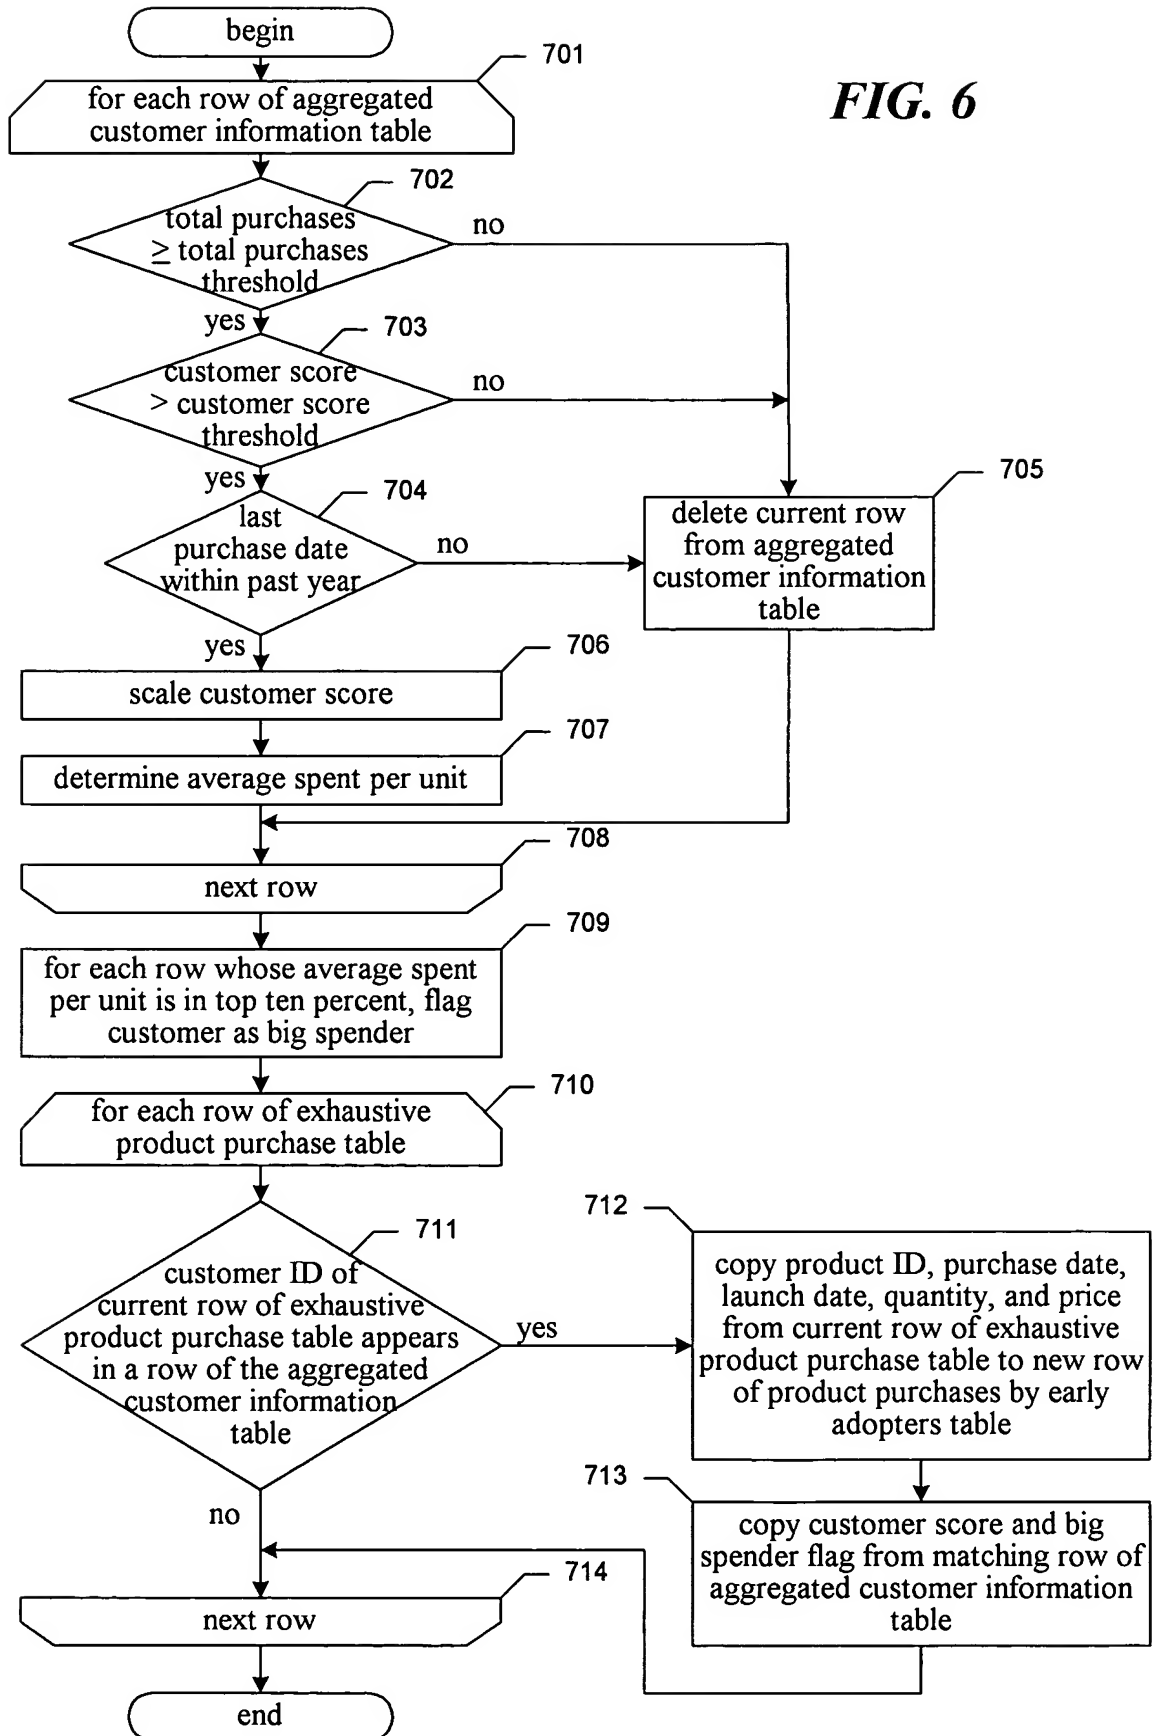 begin
701
FIG. 6
for each row of aggregated
customer information table
702
total purchases
≥ total purchases
threshold
no
yes
703
customer score
> customer score
threshold
no
yes
704
last
purchase date
within past year
no
705
delete current row
from aggregated
customer information
table
yes
706
scale customer score
707
determine average spent per unit
708
next row
709
for each row whose average spent
per unit is in top ten percent, flag
customer as big spender
710
for each row of exhaustive
product purchase table
711
customer ID of
current row of exhaustive
product purchase table appears
in a row of the aggregated
customer information
table
yes
712
copy product ID, purchase date,
launch date, quantity, and price
from current row of exhaustive
product purchase table to new row
of product purchases by early
adopters table
713
copy customer score and big
spender flag from matching row of
aggregated customer information
table
no
714
next row
end